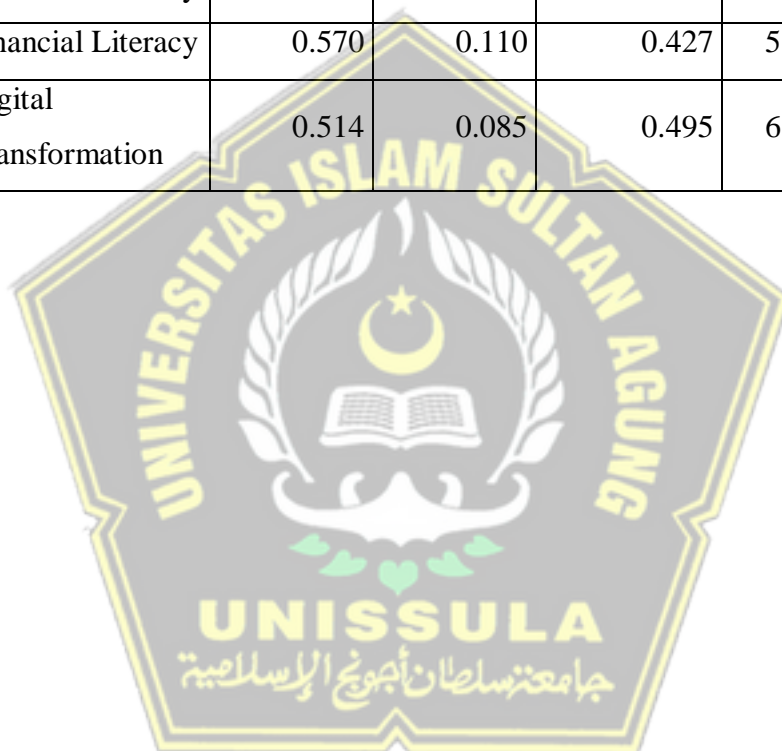 nancial Literacy 0.570 0.110 0.427 5
gital
ansformation 0.514 0.085 0.495 6
UNIVERSITAS ISLAM SULTAN AGUNG
UNISSULA
جامعة سلطان أجونج الإسلامية